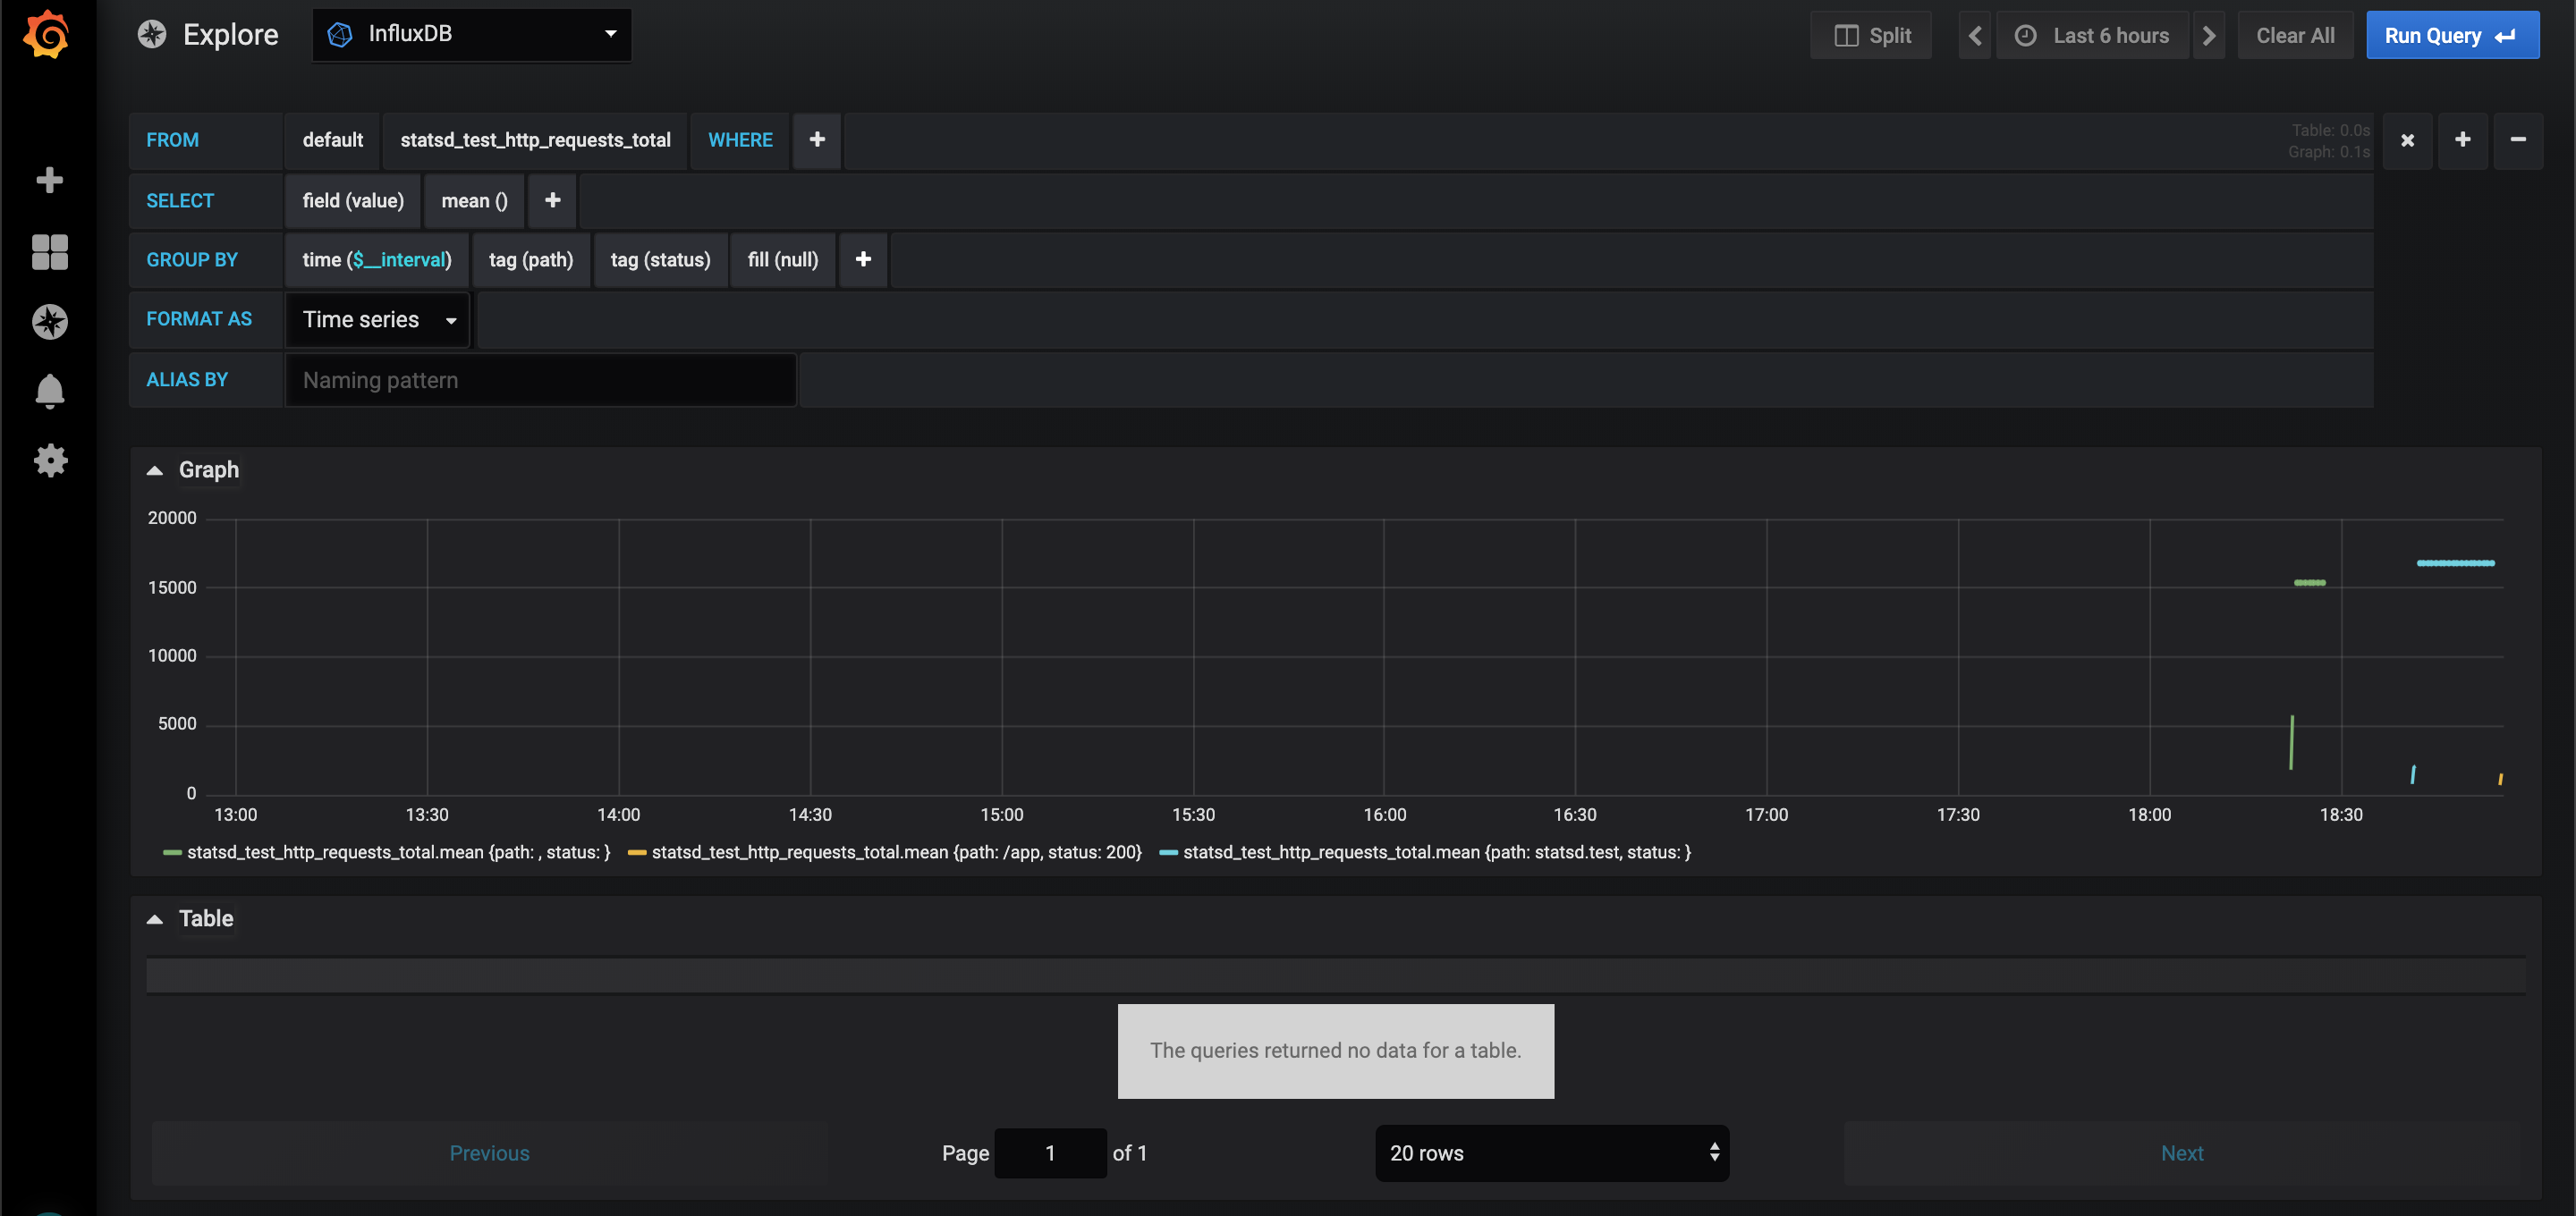 Explore InfluxDB Split Last 6 hours Clear All Run Query
FROM default statsd_test_http_requests_total WHERE + Table: 0.0s
Graph: 0.1s
SELECT field (value) mean () +
GROUP BY time ($__interval) tag (path) tag (status) fill (null) +
FORMAT AS Time series
ALIAS BY Naming pattern
Graph
20000
15000
10000
5000
0
13:00 13:30 14:00 14:30 15:00 15:30 16:00 16:30 17:00 17:30 18:00 18:30
statsd_test_http_requests_total.mean {path: , status: } statsd_test_http_requests_total.mean {path: /app, status: 200} statsd_test_http_requests_total.mean {path: statsd.test, status: }
Table
The queries returned no data for a table.
Previous Page 1 of 1 20 rows Next